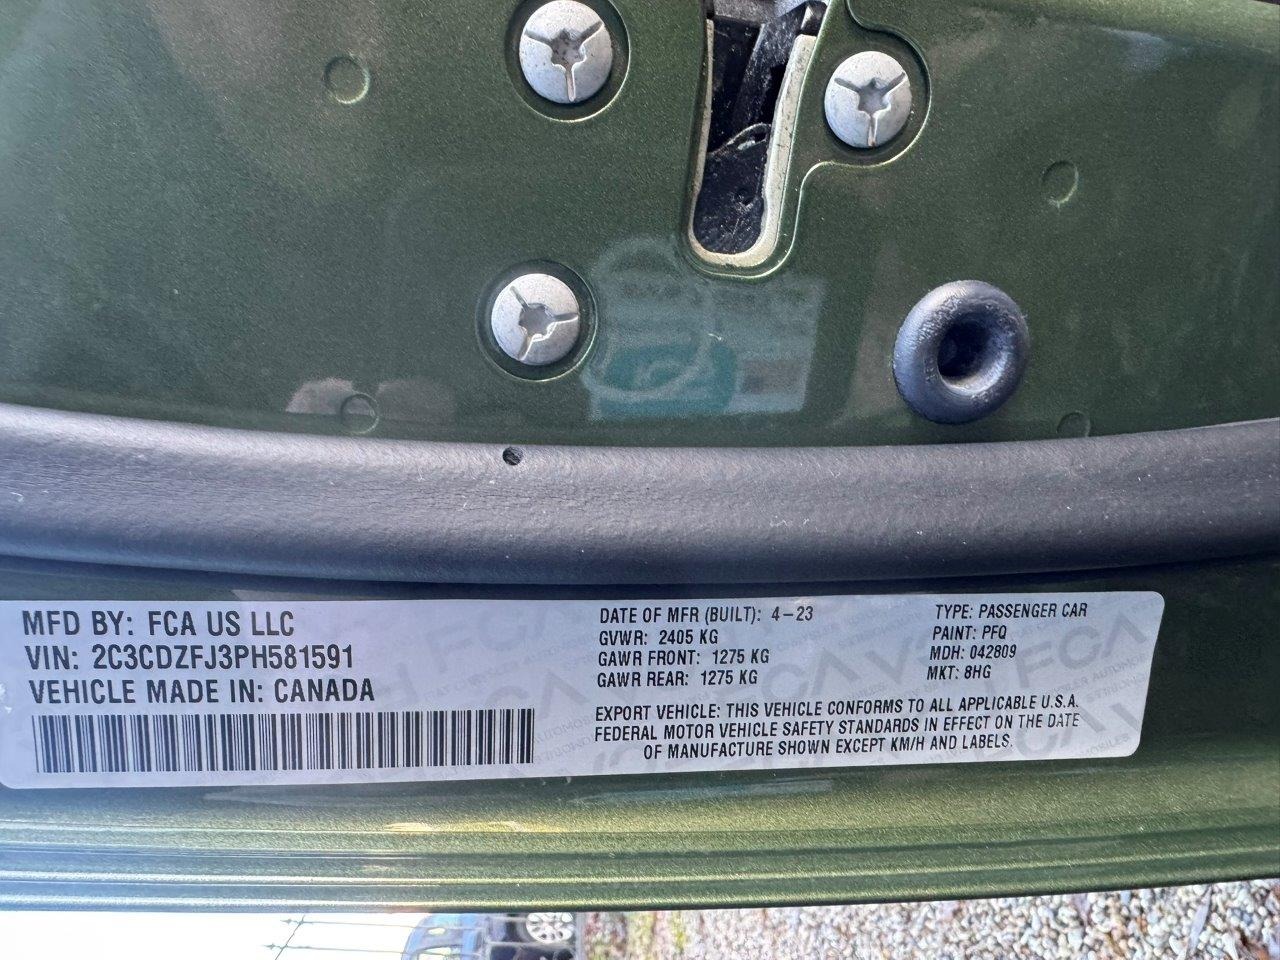 MFD BY: FCA US LLC
VIN: 2C3CDZFJ3PH581591
VEHICLE MADE IN: CANADA
DATE OF MFR (BUILT): 4-23
GVWR: 2405 KG
GAWR FRONT: 1275 KG
GAWR REAR: 1275 KG
TYPE: PASSENGER CAR
PAINT: PFQ
MDH: 042809
MKT: 8HG
EXPORT VEHICLE: THIS VEHICLE CONFORMS TO ALL APPLICABLE U.S.A.
FEDERAL MOTOR VEHICLE SAFETY STANDARDS IN EFFECT ON THE DATE
OF MANUFACTURE SHOWN EXCEPT KM/H AND LABELS.